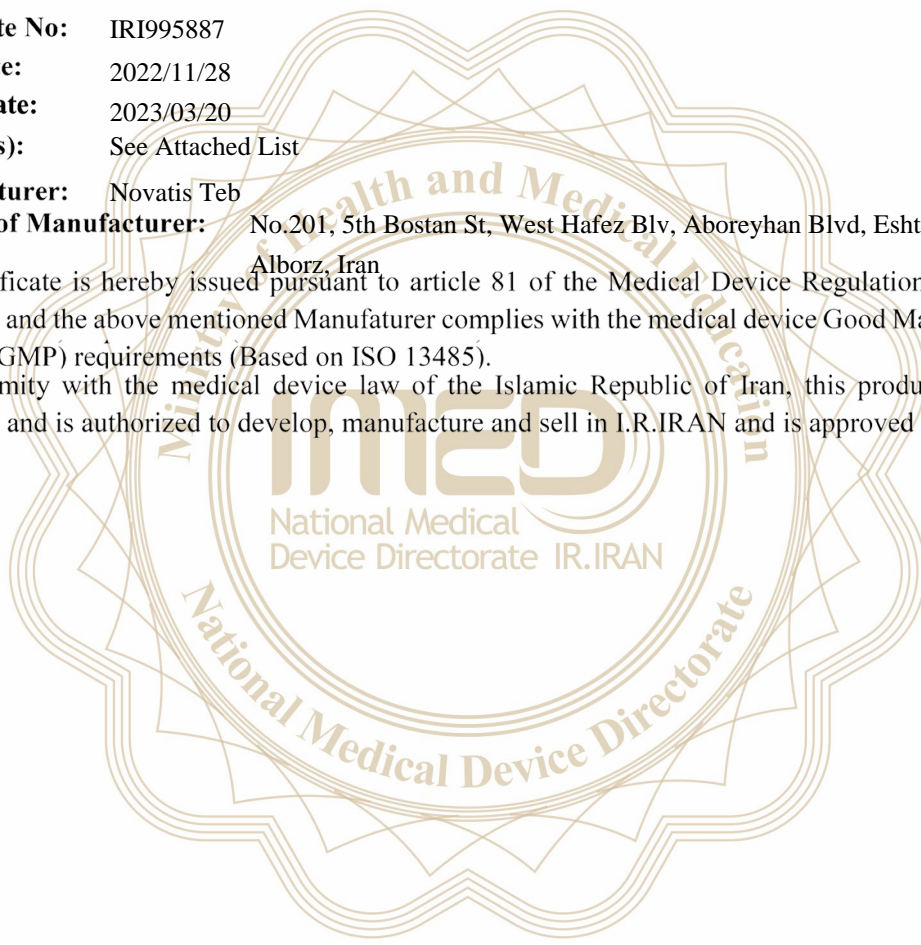 te No: IRI995887
te: 2022/11/28
ate: 2023/03/20
s): See Attached List
turer: Novatis Teb
of Manufacturer: No.201, 5th Bostan St, West Hafez Blv, Aboreyhan Blvd, Esht
Alborz, Iran
ficate is hereby issued pursuant to article 81 of the Medical Device Regulation
and the above mentioned Manufaturer complies with the medical device Good Ma
GMP) requirements (Based on ISO 13485).
mity with the medical device law of the Islamic Republic of Iran, this produ
and is authorized to develop, manufacture and sell in I.R.IRAN and is approved
Ministry of Health and Medical Education
IMED
National Medical
Device Directorate IR.IRAN
National Medical Device Directorate